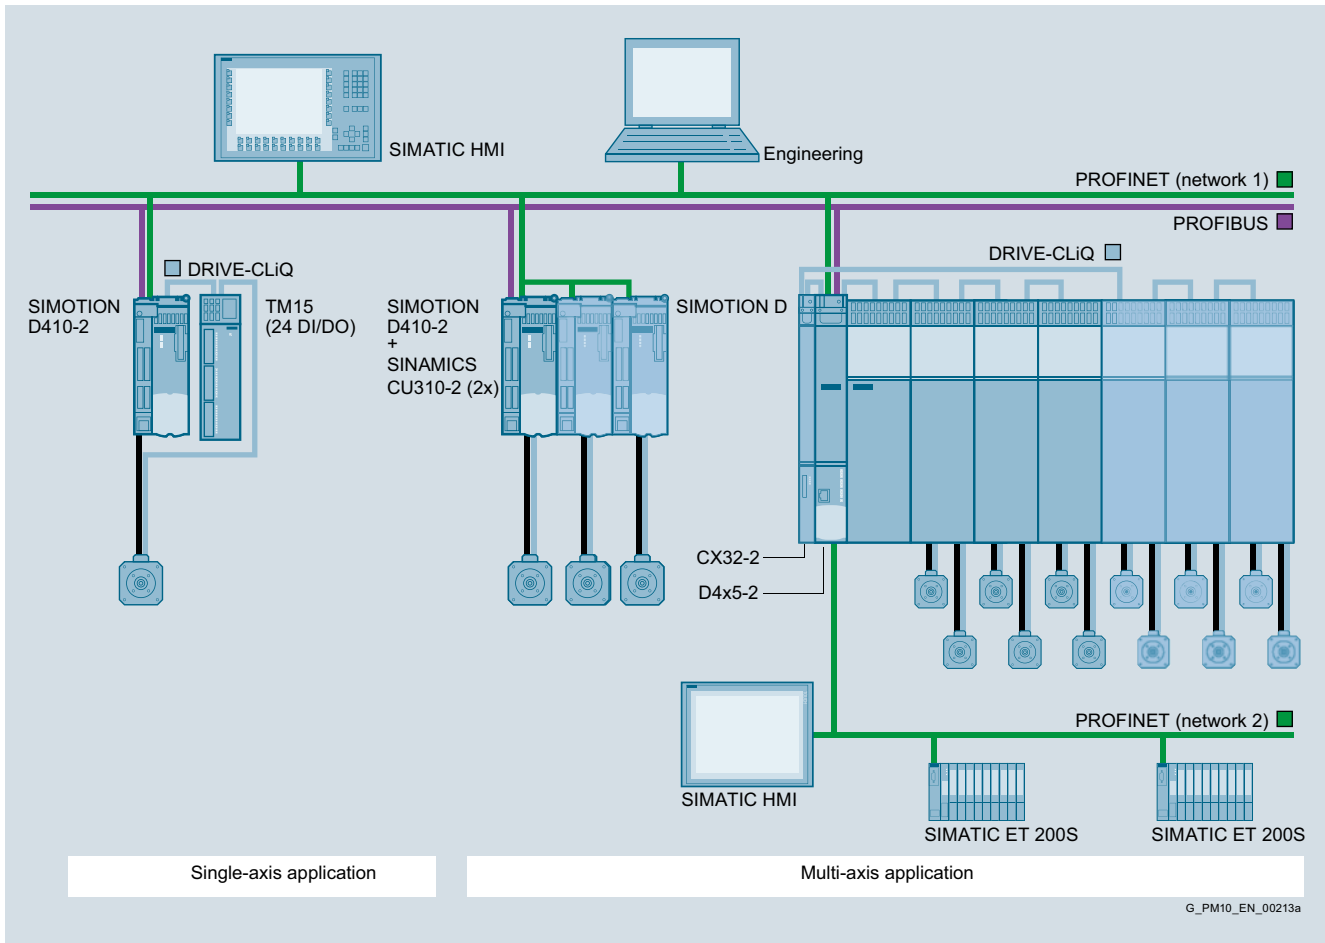 SIMATIC HMI
Engineering
PROFINET (network 1)
PROFIBUS
DRIVE-CLiQ
SIMOTION
D410-2
TM15
(24 DI/DO)
SIMOTION
D410-2
+
SINAMICS
CU310-2 (2x)
SIMOTION D
DRIVE-CLiQ
CX32-2
D4x5-2
SIMATIC HMI
PROFINET (network 2)
SIMATIC ET 200S
SIMATIC ET 200S
Single-axis application
Multi-axis application
G_PM10_EN_00213a